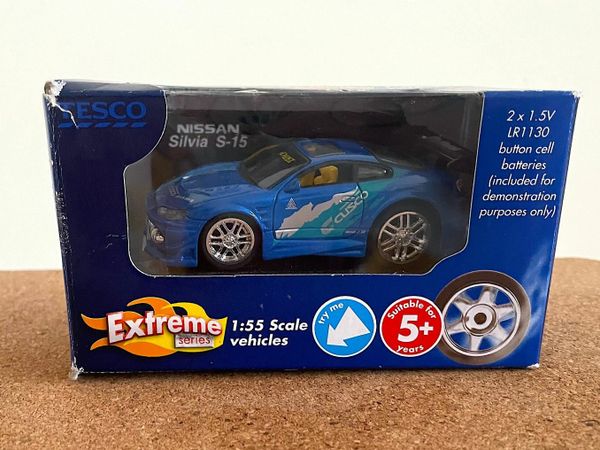 TESCO
NISSAN
Silvia S-15
CUSCO
2 x 1.5V
LR1130
button cell
batteries
(included for
demonstration
purposes only)
Extreme
series
1:55 Scale
vehicles
try me
Suitable for
5+
years